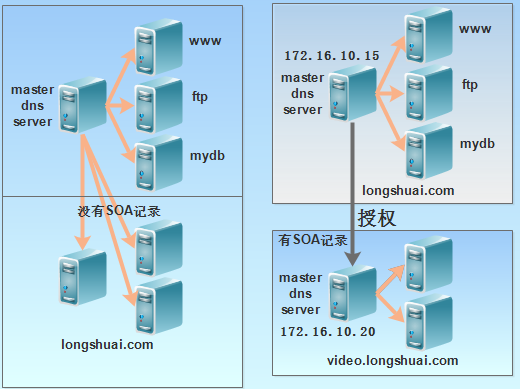 www
master
dns
server
ftp
mydb
没有SOA记录
longshuai.com
172.16.10.15
www
master
dns
server
ftp
mydb
longshuai.com
授权
有SOA记录
master
dns
server
172.16.10.20
video.longshuai.com